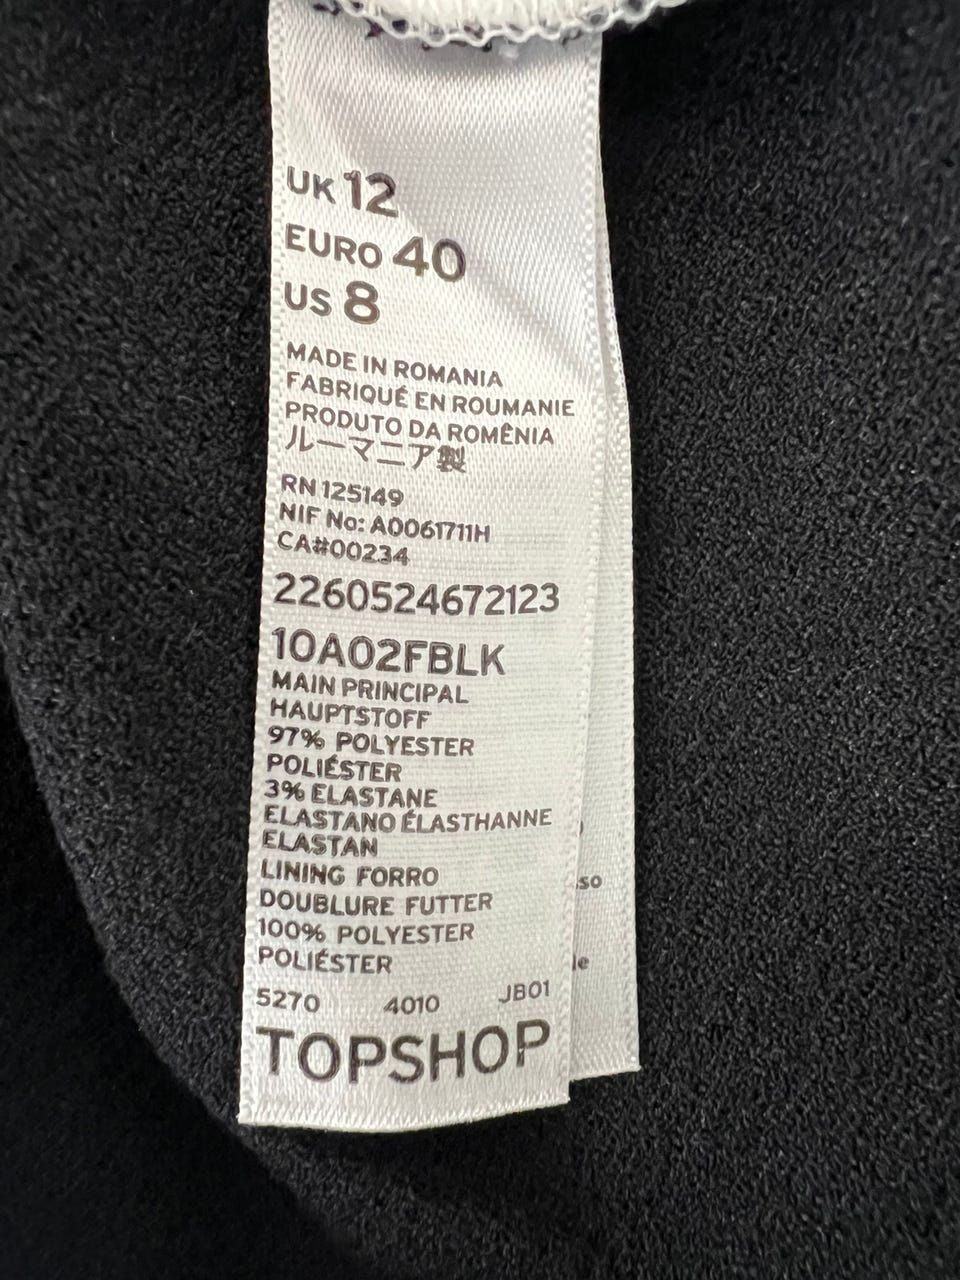 UK 12
EURO 40
US 8
MADE IN ROMANIA
FABRIQUÉ EN ROUMANIE
PRODUTO DA ROMÊNIA
ルーマニア製
RN 125149
NIF No: A0061711H
CA#00234
2260524672123
10A02FBLK
MAIN PRINCIPAL
HAUPTSTOFF
97% POLYESTER
POLIÉSTER
3% ELASTANE
ELASTANO ÉLASTHANNE
ELASTAN
LINING FORRO
DOUBLURE FUTTER
100% POLYESTER
POLIÉSTER
5270 4010 JB01
TOPSHOP